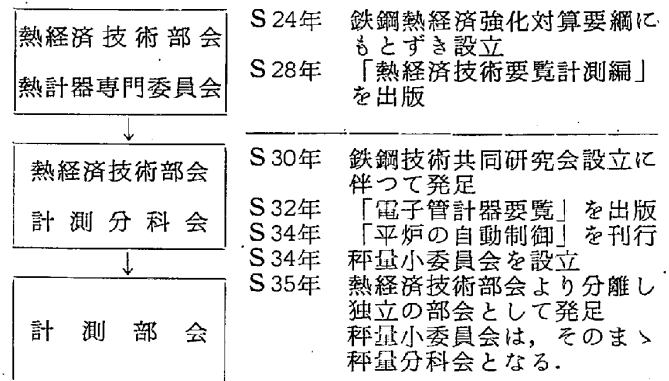 熱経済技術部会
熱計器専門委員会
S24年 鉄鋼熱経済強化対算要綱に
もとずき設立
S28年 「熱経済技術要覧計測編」
を出版
熱経済技術部会
計測分科会
S30年 鉄鋼技術共同研究会設立に
伴つて発足
S32年 「電子管計器要覧」を出版
S34年 「平炉の自動制御」を刊行
S34年 秤量小委員会を設立
S35年 熱経済技術部会より分離し
独立の部会として発足
秤量小委員会は,そのまゝ
秤量分科会となる.
計測部会